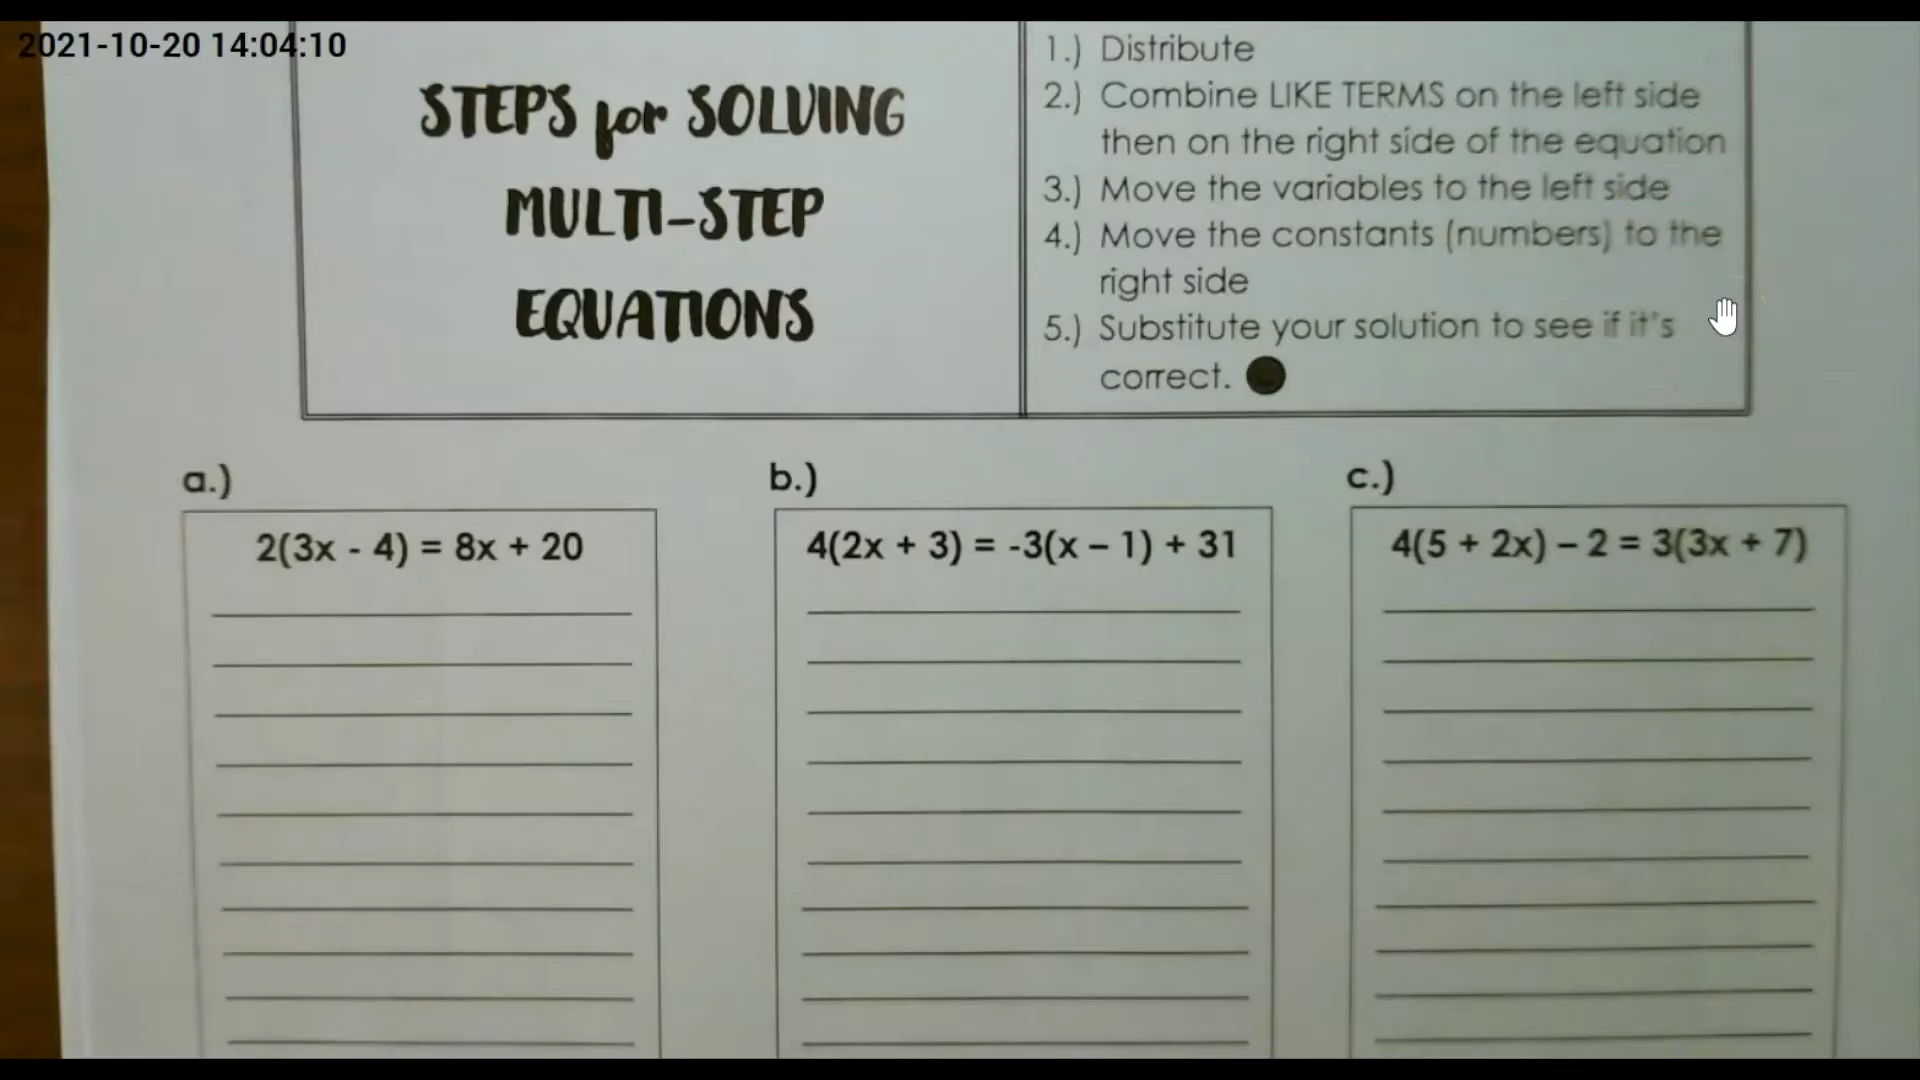 2021-10-20 14:04:10
STEPS for SOLVING
MULTI-STEP
EQUATIONS
1.) Distribute
2.) Combine LIKE TERMS on the left side
then on the right side of the equation
3.) Move the variables to the left side
4.) Move the constants (numbers) to the
right side
5.) Substitute your solution to see if it's
correct.
a.)
2(3x - 4) = 8x + 20
b.)
4(2x + 3) = -3(x – 1) + 31
c.)
4(5 + 2x) – 2 = 3(3x + 7)